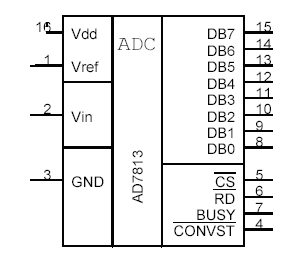 16 Vdd ADC DB7 15
DB6 14
1 Vref DB5 13
DB4 12
DB3 11
2 Vin DB2 10
DB1 9
DB0 8
3 GND AD7813 CS 5
RD 6
BUSY 7
CONVST 4